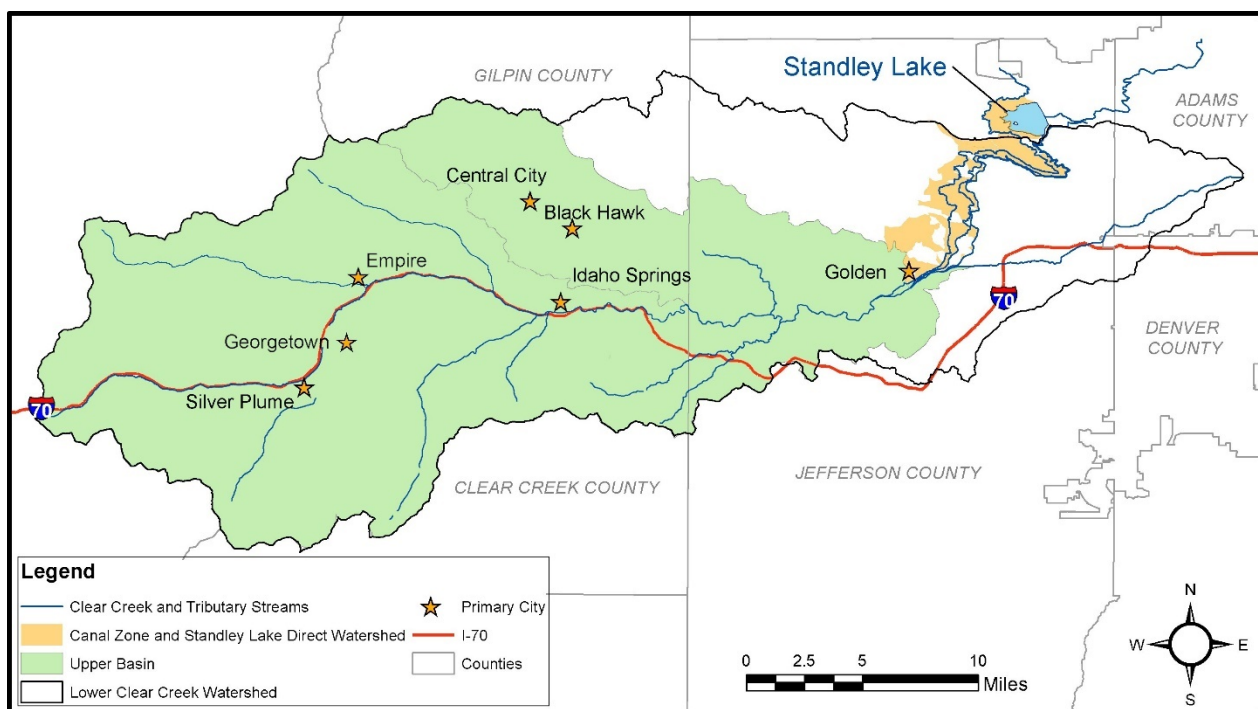 GILPIN COUNTY
Standley Lake
ADAMS
COUNTY
Central City
Black Hawk
Empire
Idaho Springs
Golden
70
Georgetown
DENVER
COUNTY
Silver Plume
70
CLEAR CREEK COUNTY
JEFFERSON COUNTY
Legend
Clear Creek and Tributary Streams
Primary City
Canal Zone and Standley Lake Direct Watershed
I-70
Upper Basin
Counties
Lower Clear Creek Watershed
0 2.5 5 10
Miles
N
W E
S